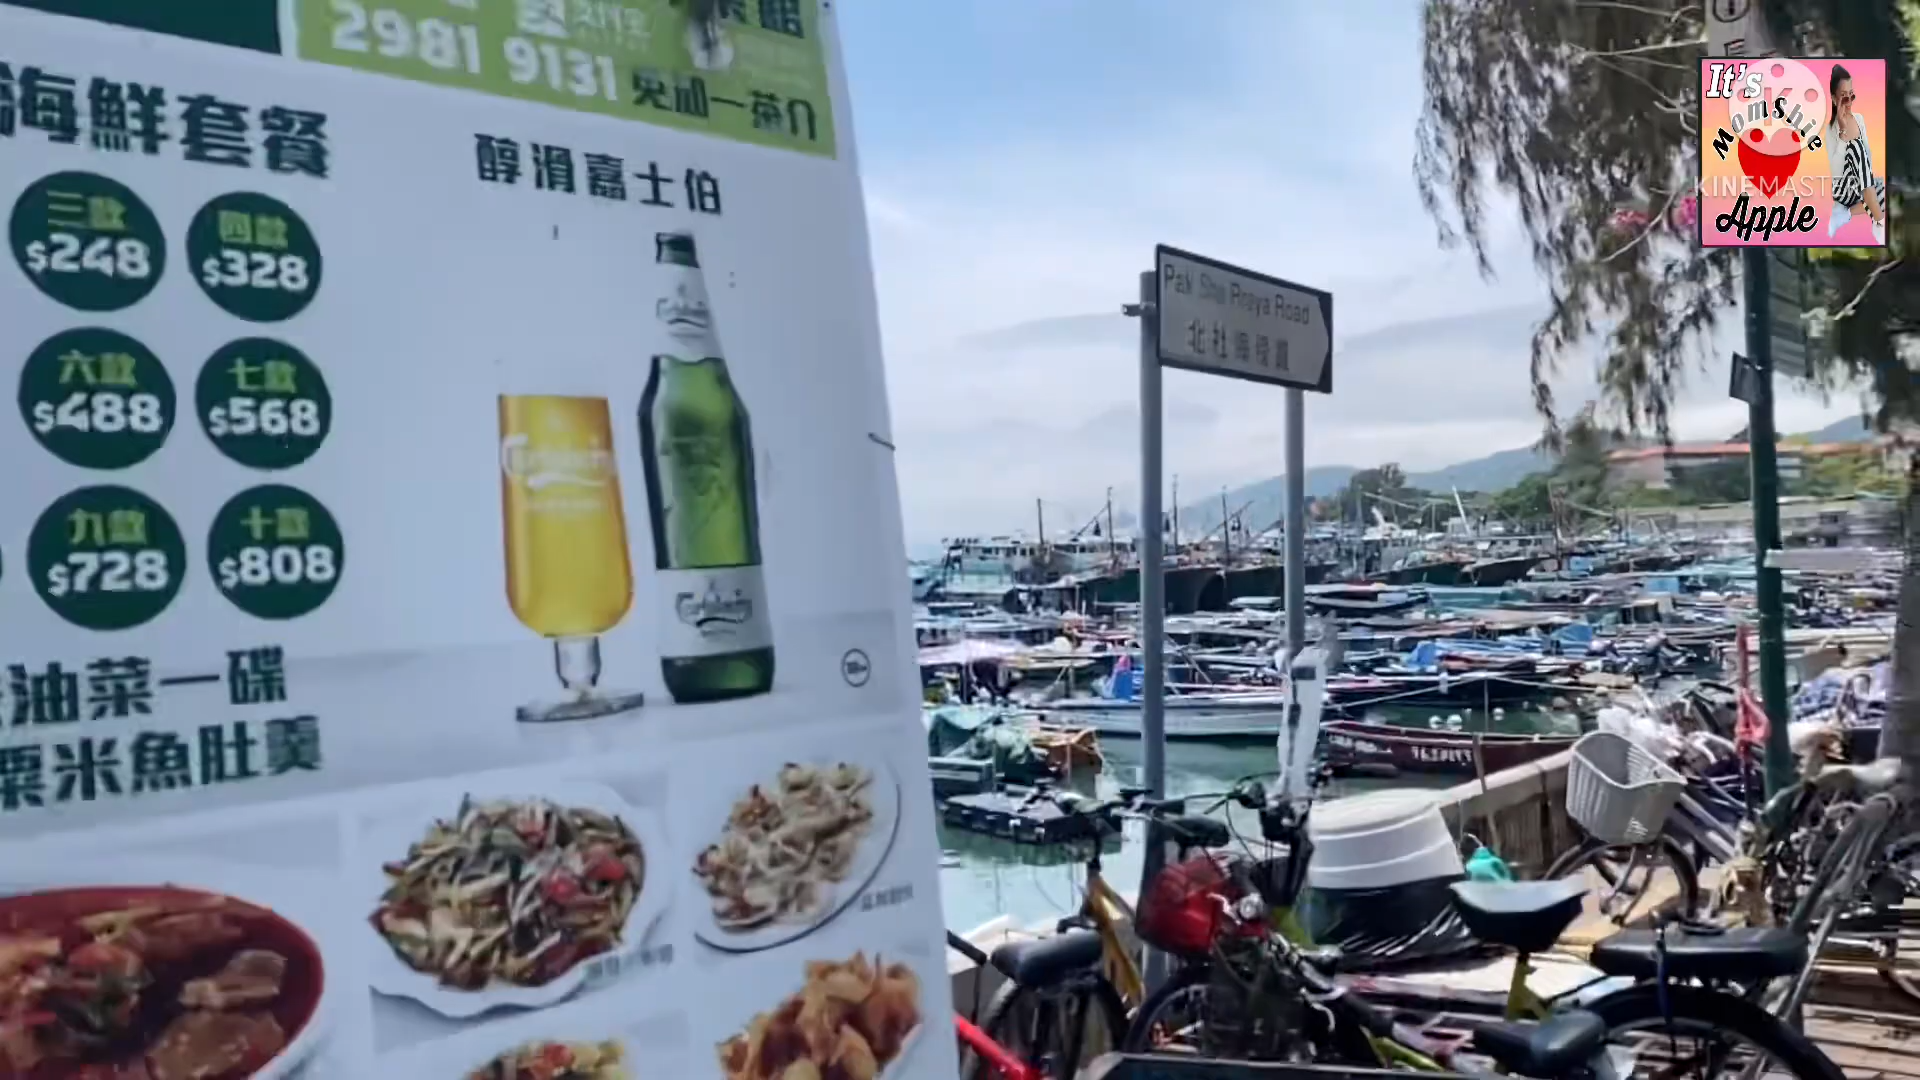 2981 9131
海鮮套餐
醇滑嘉士伯
三款
$248
四款
$328
六款
$488
七款
$568
九款
$728
十款
$808
油菜一碟
粟米魚肚羹
Carlsberg
Pak She Praya Road
北社海傍道
It's
MomShie
Apple
KINEMASTER